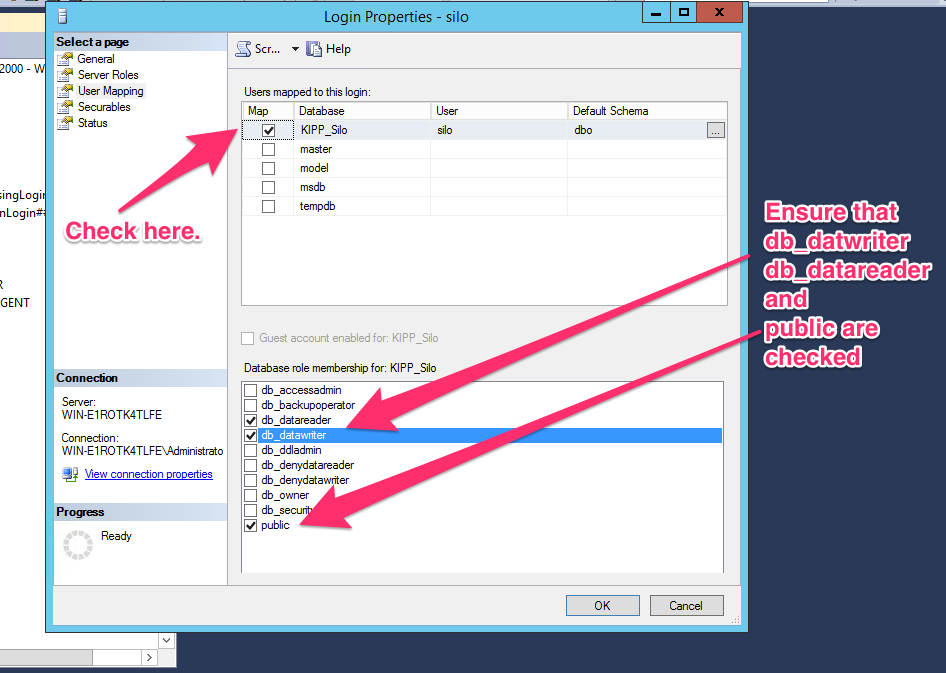 Login Properties - silo
Select a page
General
Server Roles
User Mapping
Securables
Status
Scr...
Help
Users mapped to this login:
Map Database User Default Schema
KIPP_Silo silo dbo ...
master
model
msdb
tempdb
Guest account enabled for: KIPP_Silo
Database role membership for: KIPP_Silo
db_accessadmin
db_backupoperator
db_datareader
db_datawriter
db_ddladmin
db_denydatareader
db_denydatawriter
db_owner
db_security
public
Connection
Server:
WIN-E1ROTK4TLFE
Connection:
WIN-E1ROTK4TLFE\Administrato
View connection properties
Progress
Ready
OK
Cancel
Check here.
Ensure that
db_datwriter
db_datareader
and
public are
checked
2000 - W
singLogin
nLogin##
R
GENT